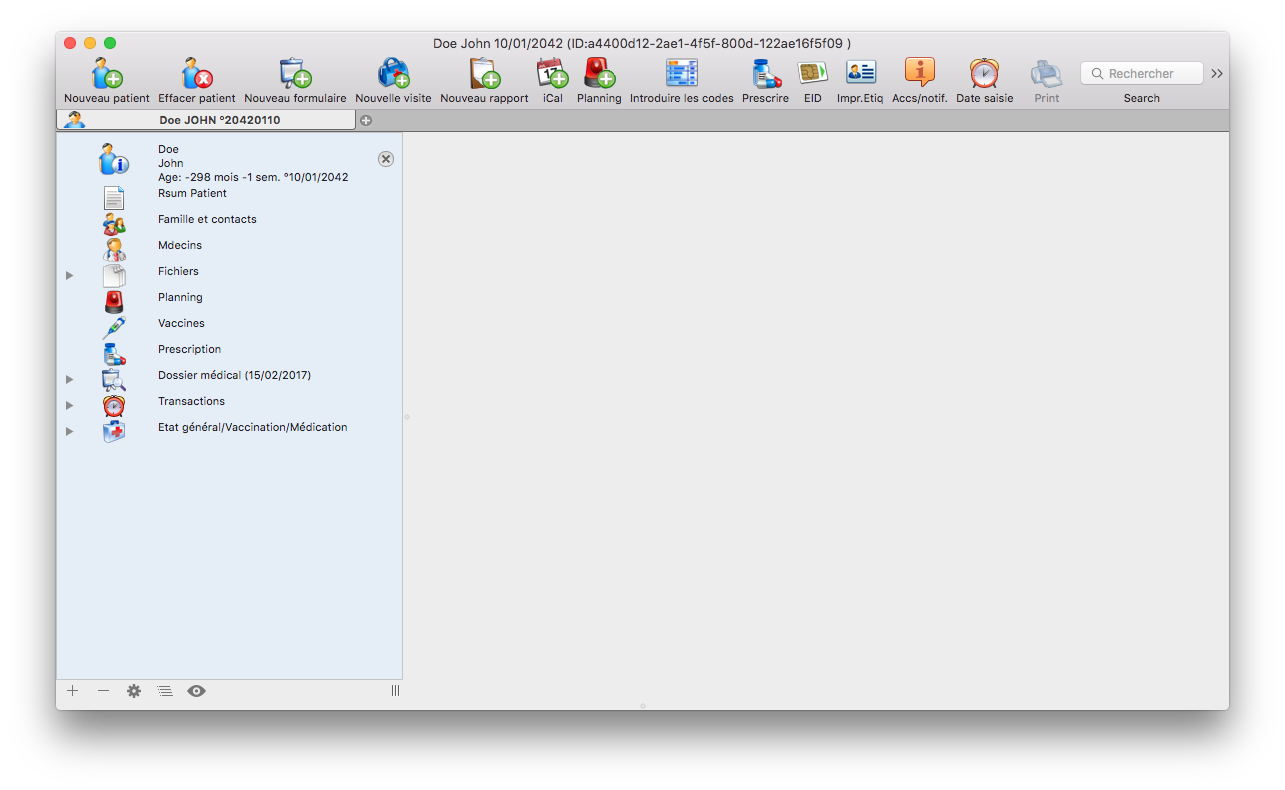 Doe John 10/01/2042 (ID:a4400d12-2ae1-4f5f-800d-122ae16f5f09 )
Nouveau patient Effacer patient Nouveau formulaire Nouvelle visite Nouveau rapport iCal Planning Introduire les codes Prescrire EID Impr.Etiq Accs/notif. Date saisie Print Rechercher Search
17
Doe JOHN °20420110
Doe
John
Age: -298 mois -1 sem. °10/01/2042
Rsum Patient
Famille et contacts
Mdecins
Fichiers
Planning
Vaccines
Prescription
Dossier médical (15/02/2017)
Transactions
Etat général/Vaccination/Médication